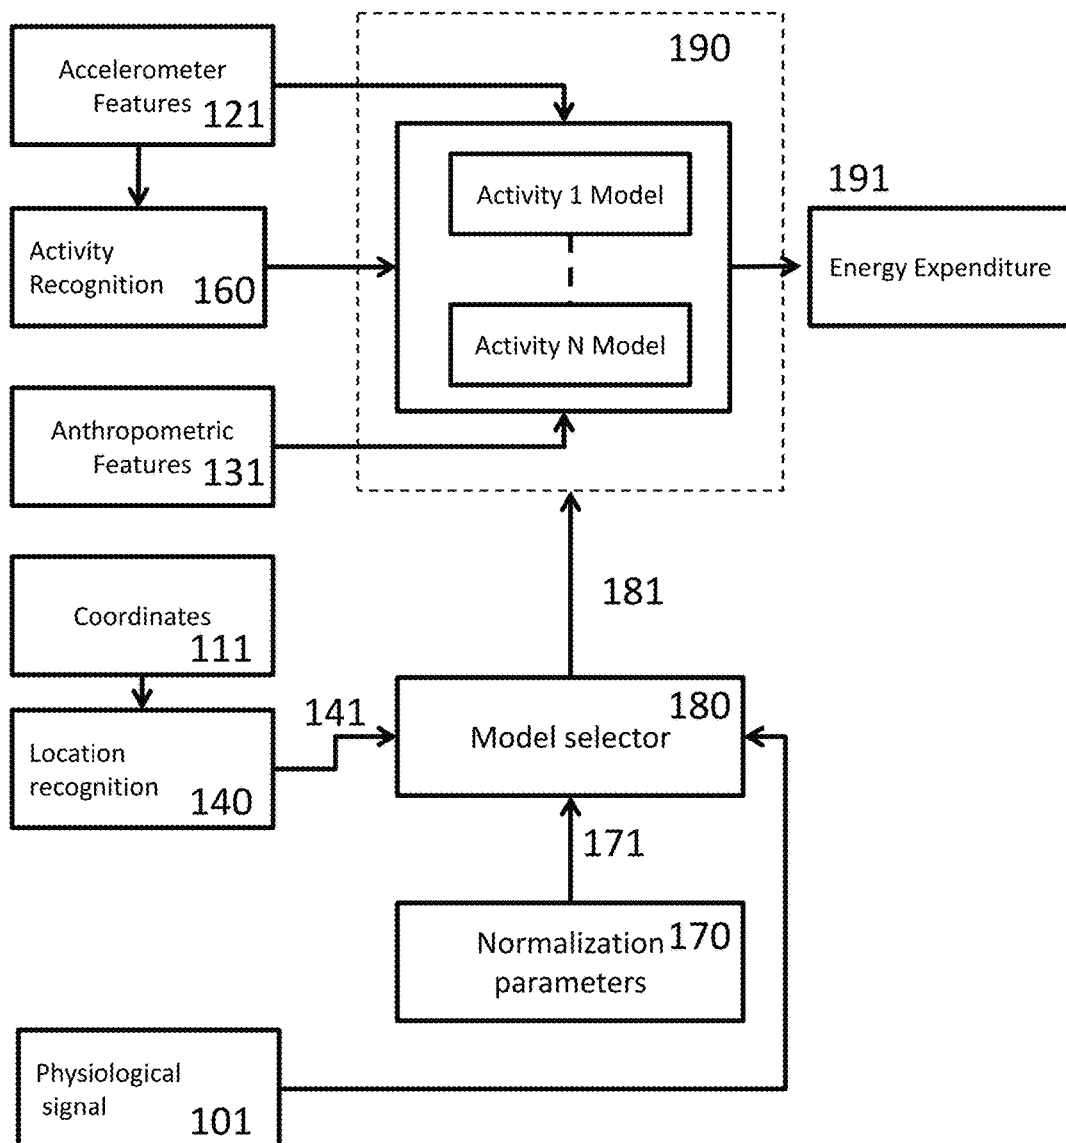 190
Accelerometer
Features
121
Activity 1 Model
191
Activity
Recognition
160
Energy Expenditure
Activity N Model
Anthropometric
Features
131
181
Coordinates
111
141
180
Model selector
Location
recognition
140
171
Normalization
170
parameters
Physiological
signal
101